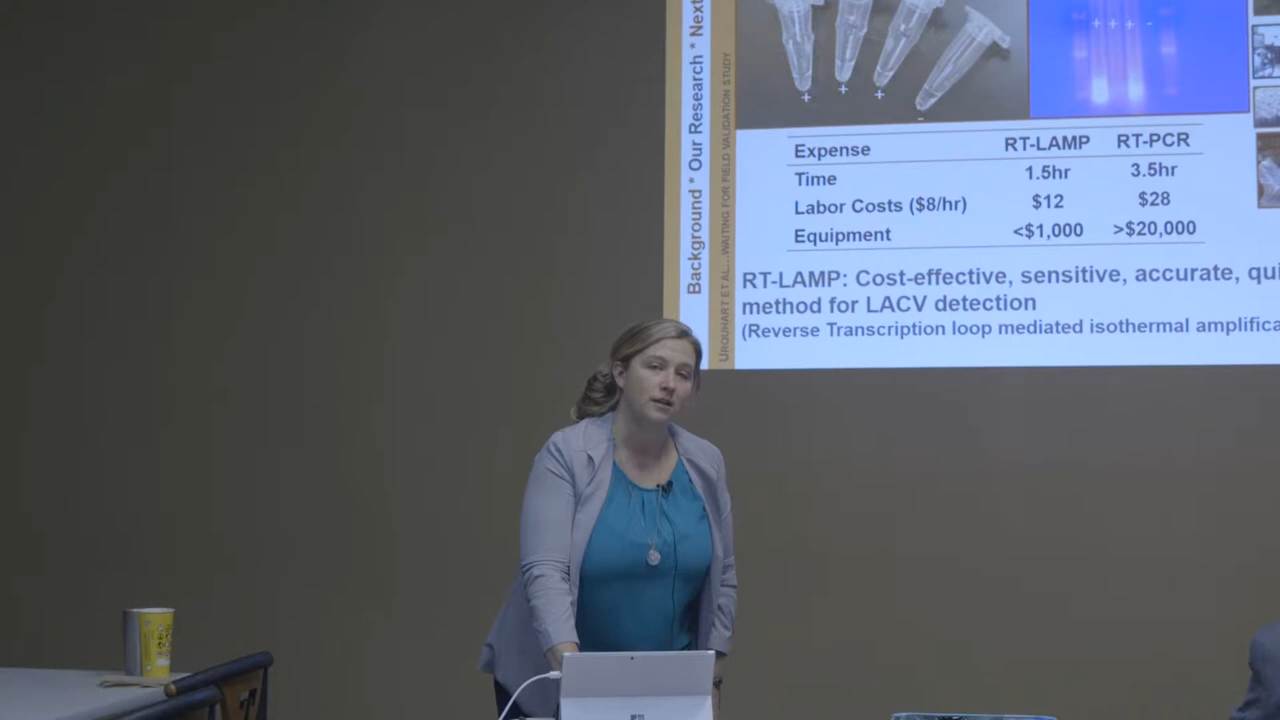 Background * Our Research * Next
URQUHART ET AL...WAITING FOR FIELD VALIDATION STUDY
+ + + -
+ + + -
Expense RT-LAMP RT-PCR
Time 1.5hr 3.5hr
Labor Costs ($8/hr) $12 $28
Equipment <$1,000 >$20,000
RT-LAMP: Cost-effective, sensitive, accurate, qui
method for LACV detection
(Reverse Transcription loop mediated isothermal amplifica